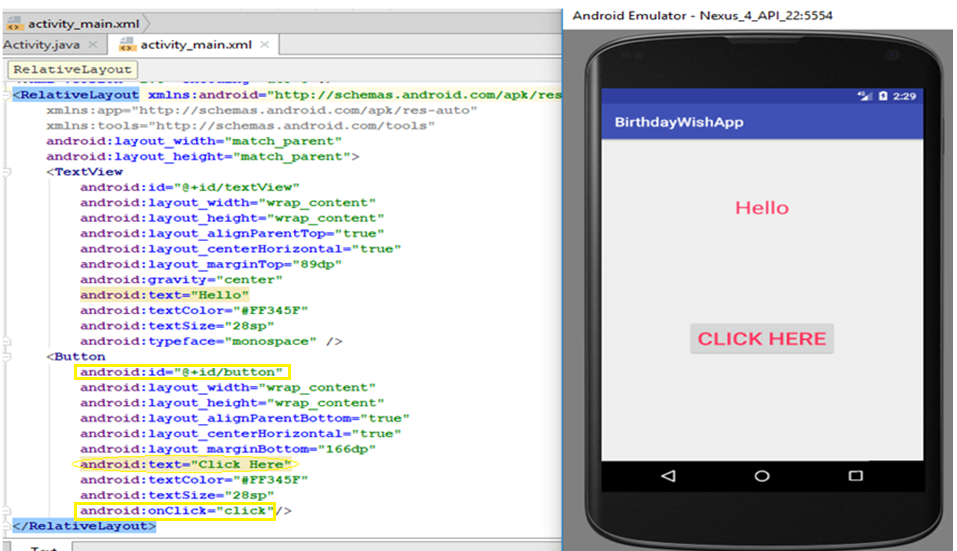 activity_main.xml
Activity.java
activity_main.xml
RelativeLayout
<RelativeLayout xmlns:android="http://schemas.android.com/apk/res
xmlns:app="http://schemas.android.com/apk/res-auto"
xmlns:tools="http://schemas.android.com/tools"
android:layout_width="match_parent"
android:layout_height="match_parent">
<TextView
android:id="@+id/textView"
android:layout_width="wrap_content"
android:layout_height="wrap_content"
android:layout_alignParentTop="true"
android:layout_centerHorizontal="true"
android:layout_marginTop="89dp"
android:gravity="center"
android:text="Hello"
android:textColor="#FF345F"
android:textSize="28sp"
android:typeface="monospace" />
<Button
android:id="@+id/button"
android:layout_width="wrap_content"
android:layout_height="wrap_content"
android:layout_alignParentBottom="true"
android:layout_centerHorizontal="true"
android:layout_marginBottom="166dp"
android:text="Click Here"
android:textColor="#FF345F"
android:textSize="28sp"
android:onClick="click"/>
</RelativeLayout>
Android Emulator - Nexus_4_API_22:5554
2:29
BirthdayWishApp
Hello
CLICK HERE